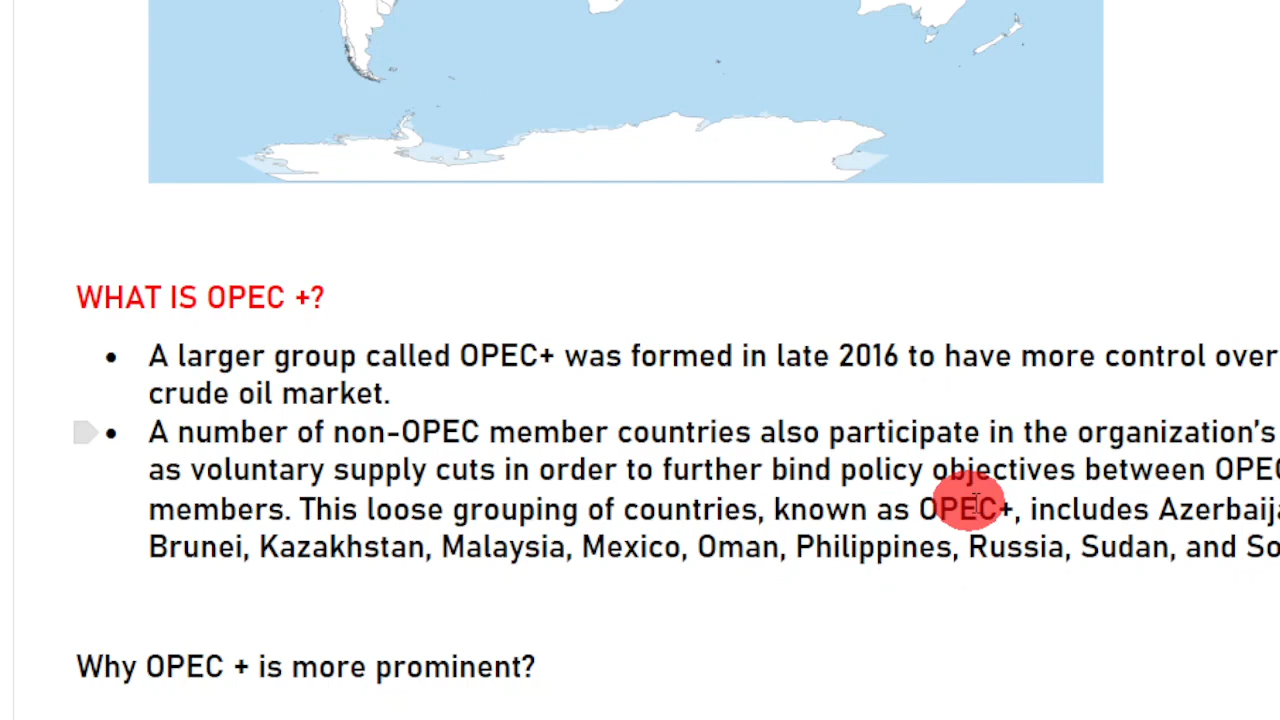 WHAT IS OPEC +?
• A larger group called OPEC+ was formed in late 2016 to have more control over
crude oil market.
• A number of non-OPEC member countries also participate in the organization's
as voluntary supply cuts in order to further bind policy objectives between
members. This loose grouping of countries, known as OPEC+, includes
Brunei, Kazakhstan, Malaysia, Mexico, Oman, Philippines, Russia, Sudan, and
Why OPEC + is more prominent?